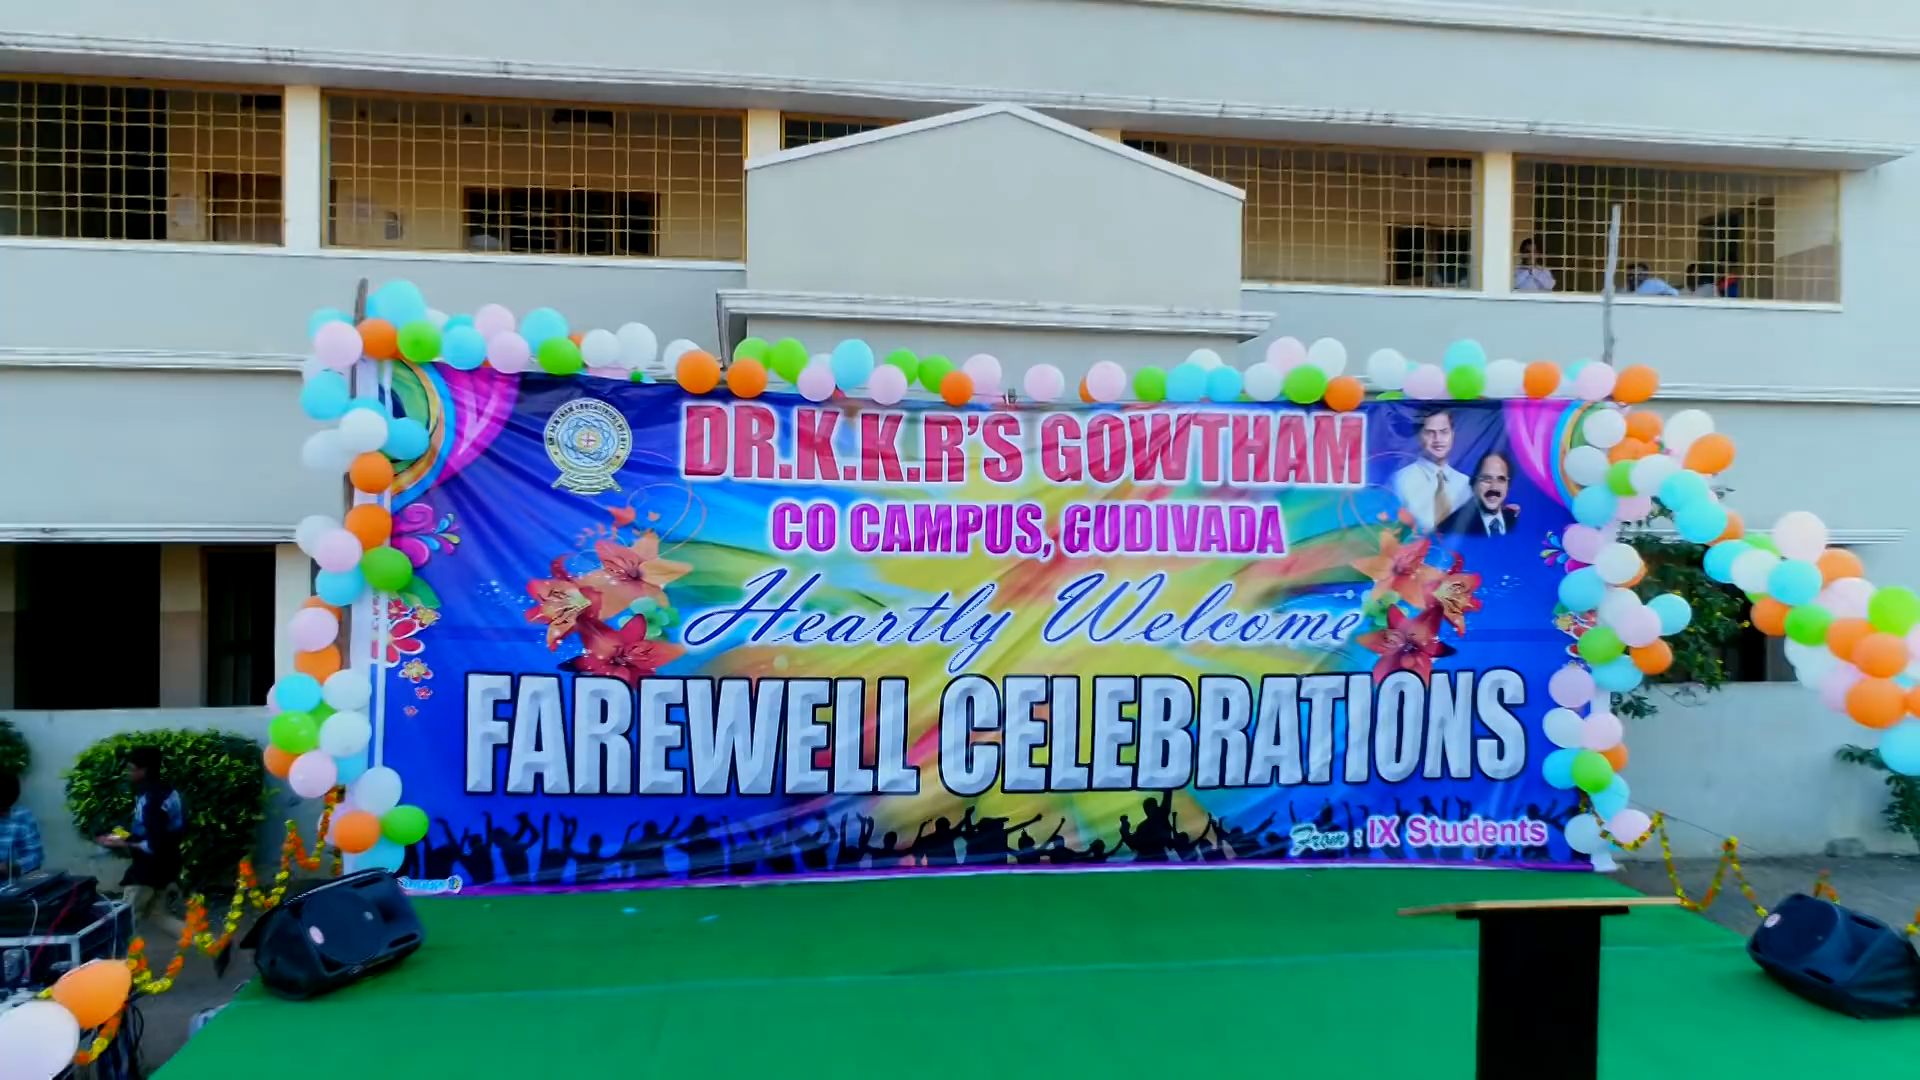 DR.K.K.R'S GOWTHAM
CO CAMPUS, GUDIVADA
Heartly Welcome
FAREWELL CELEBRATIONS
From : IX Students